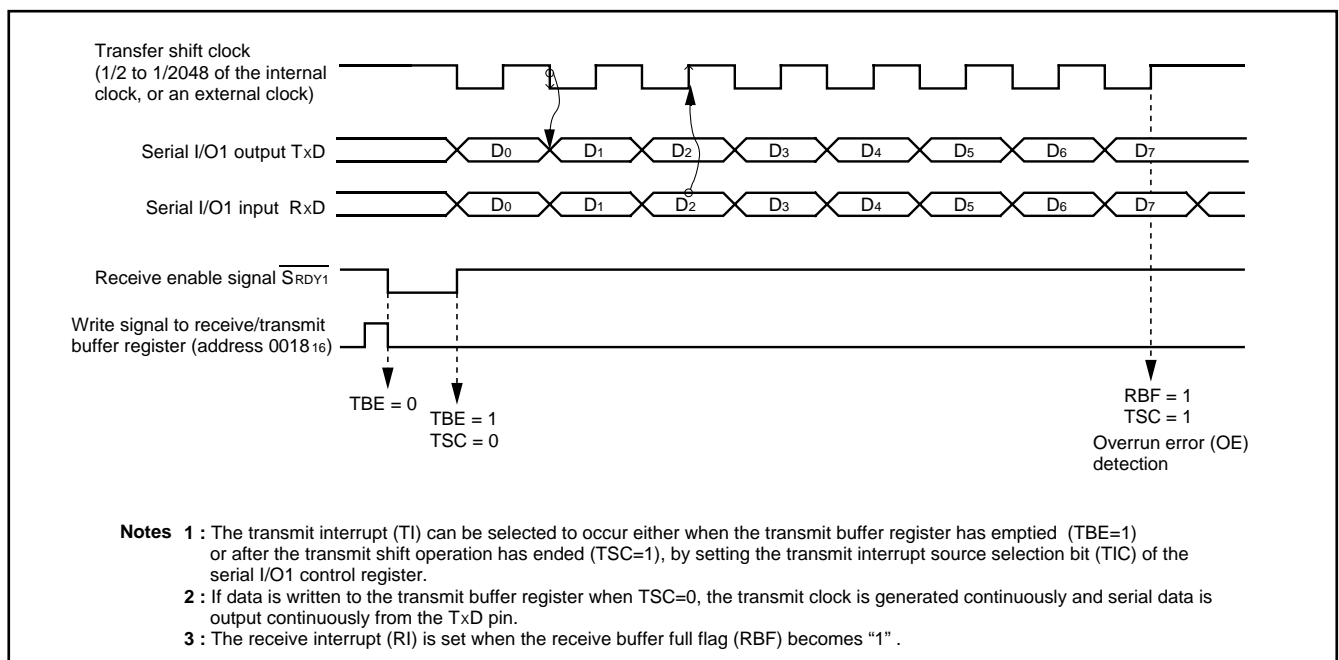 Transfer shift clock
(1/2 to 1/2048 of the internal
clock, or an external clock)
Serial I/O1 output TxD
D0 D1 D2 D3 D4 D5 D6 D7
Serial I/O1 input RxD
D0 D1 D2 D3 D4 D5 D6 D7
Receive enable signal SRDY1
Write signal to receive/transmit
buffer register (address 001816)
TBE = 0
TBE = 1
TSC = 0
RBF = 1
TSC = 1
Overrun error (OE)
detection
Notes 1 : The transmit interrupt (TI) can be selected to occur either when the transmit buffer register has emptied (TBE=1)
or after the transmit shift operation has ended (TSC=1), by setting the transmit interrupt source selection bit (TIC) of the
serial I/O1 control register.
2 : If data is written to the transmit buffer register when TSC=0, the transmit clock is generated continuously and serial data is
output continuously from the TxD pin.
3 : The receive interrupt (RI) is set when the receive buffer full flag (RBF) becomes “1” .